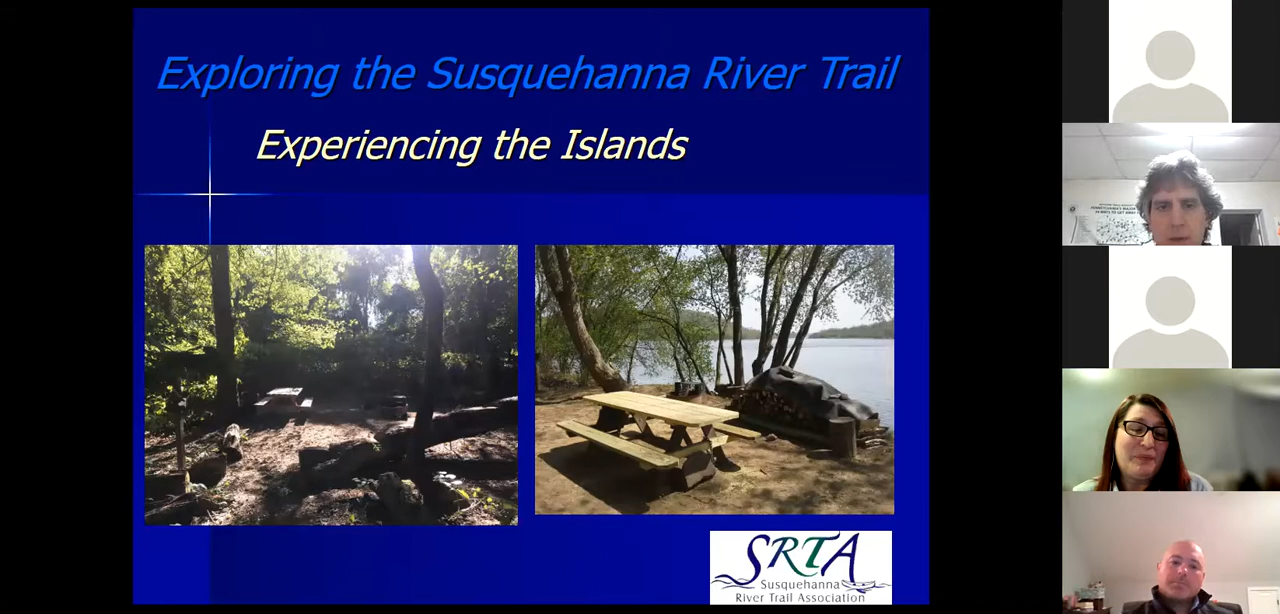 Exploring the Susquehanna River Trail
Experiencing the Islands
SRTA
Susquehanna
River Trail Association